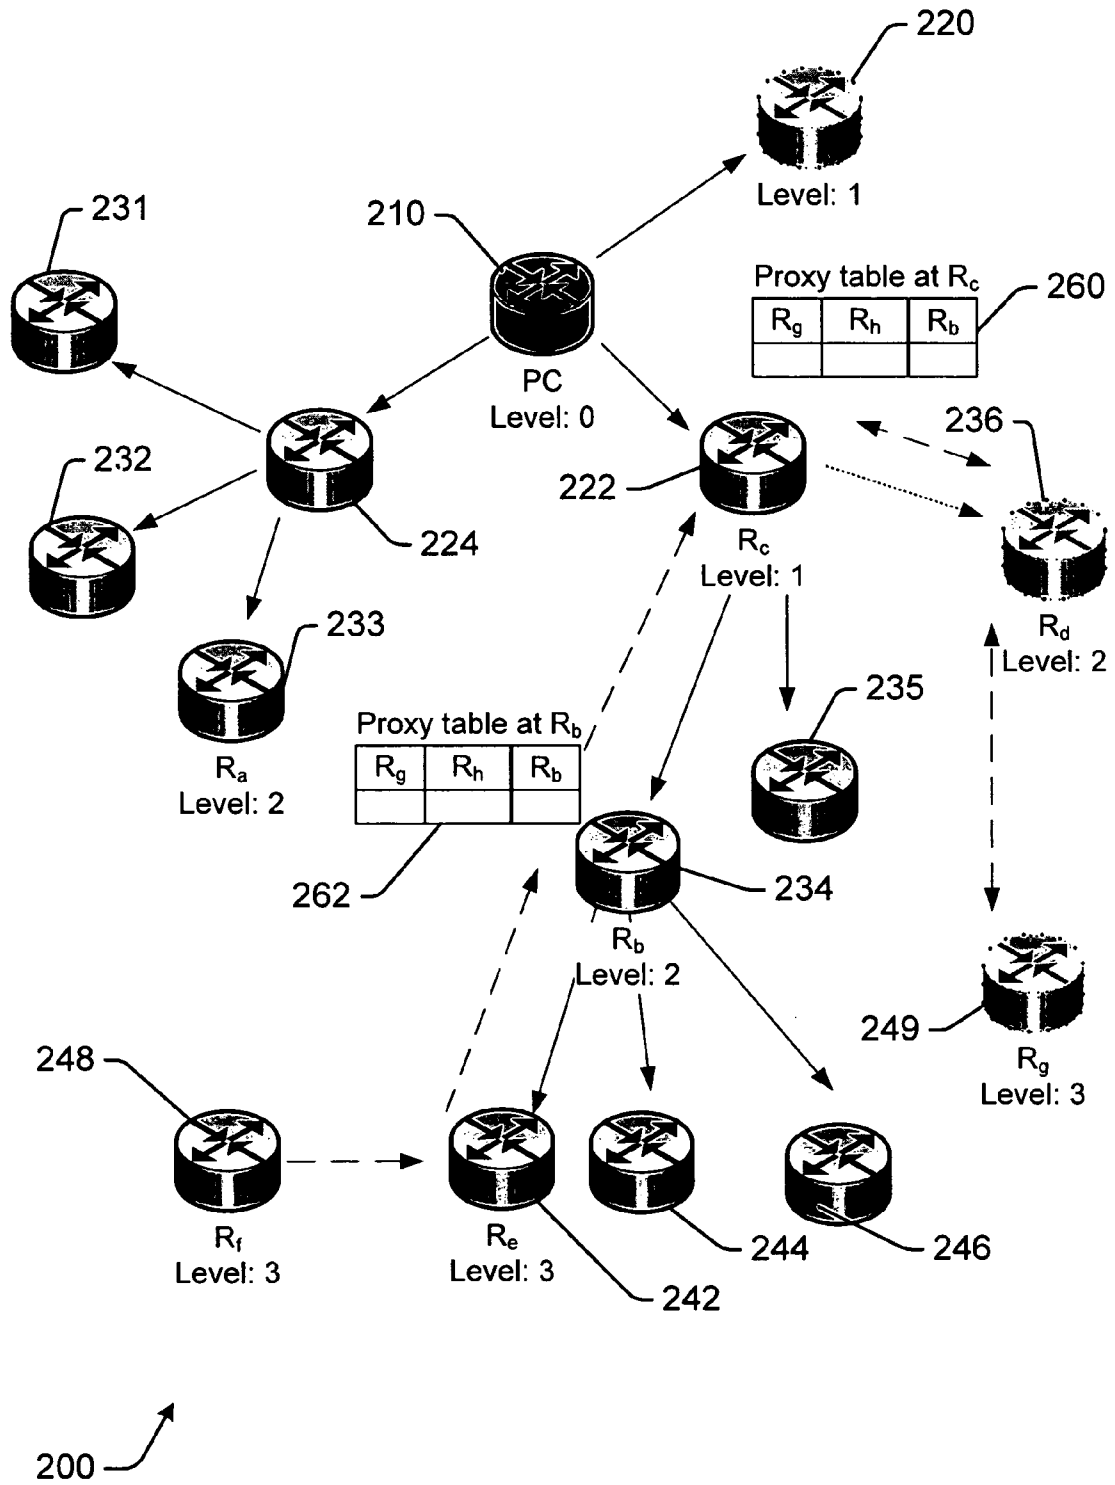 220
Level: 1
231
210
Proxy table at Rc
260
Rg Rh Rb
PC
Level: 0
236
232
222
224
Rc
Level: 1
233
Rd
Level: 2
235
Proxy table at Rb
Rg Rh Rb
Ra
Level: 2
262
234
Rb
Level: 2
249
Rg
Level: 3
248
Rf
Level: 3
Re
Level: 3
244
246
242
200